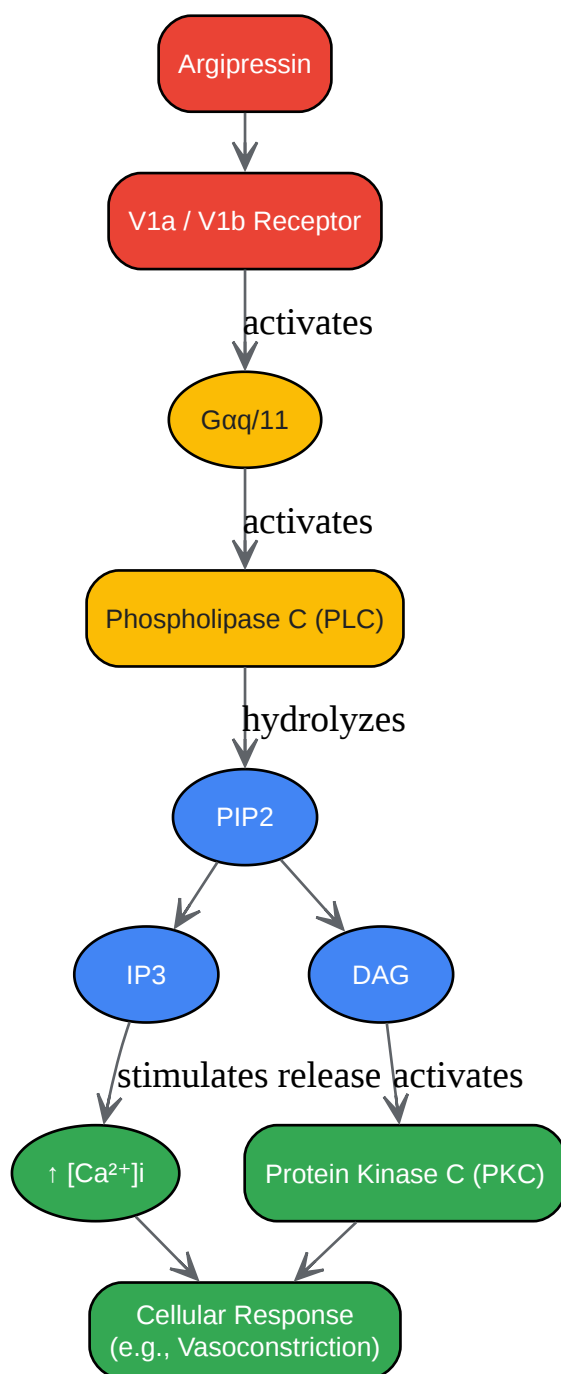 Argipressin
V1a / V1b Receptor
activates
Gαq/11
activates
Phospholipase C (PLC)
hydrolyzes
PIP2
IP3
DAG
stimulates release
activates
↑ [Ca²⁺]i
Protein Kinase C (PKC)
Cellular Response
(e.g., Vasoconstriction)